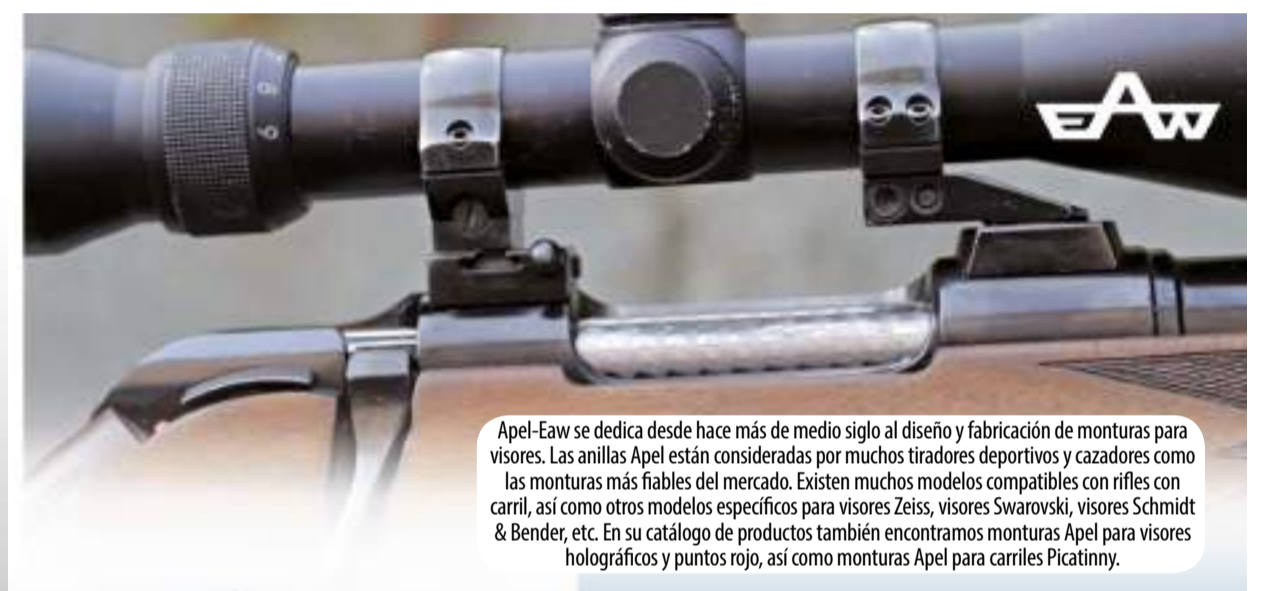 8
6
EAW
Apel-Eaw se dedica desde hace más de medio siglo al diseño y fabricación de monturas para
visores. Las anillas Apel están consideradas por muchos tiradores deportivos y cazadores como
las monturas más fiables del mercado. Existen muchos modelos compatibles con rifles con
carril, así como otros modelos específicos para visores Zeiss, visores Swarovski, visores Schmidt
& Bender, etc. En su catálogo de productos también encontramos monturas Apel para visores
holográficos y puntos rojo, así como monturas Apel para carriles Picatinny.